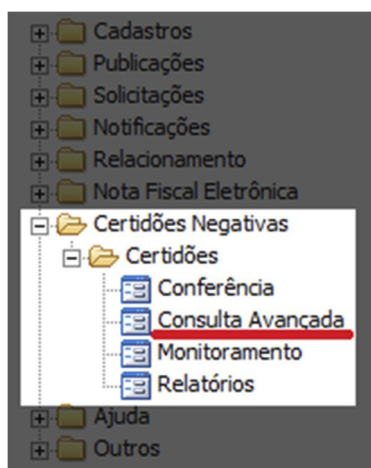 Cadastros
Publicações
Solicitações
Notificações
Relacionamento
Nota Fiscal Eletrônica
Certidões Negativas
Certidões
Conferência
Consulta Avançada
Monitoramento
Relatórios
Ajuda
Outros